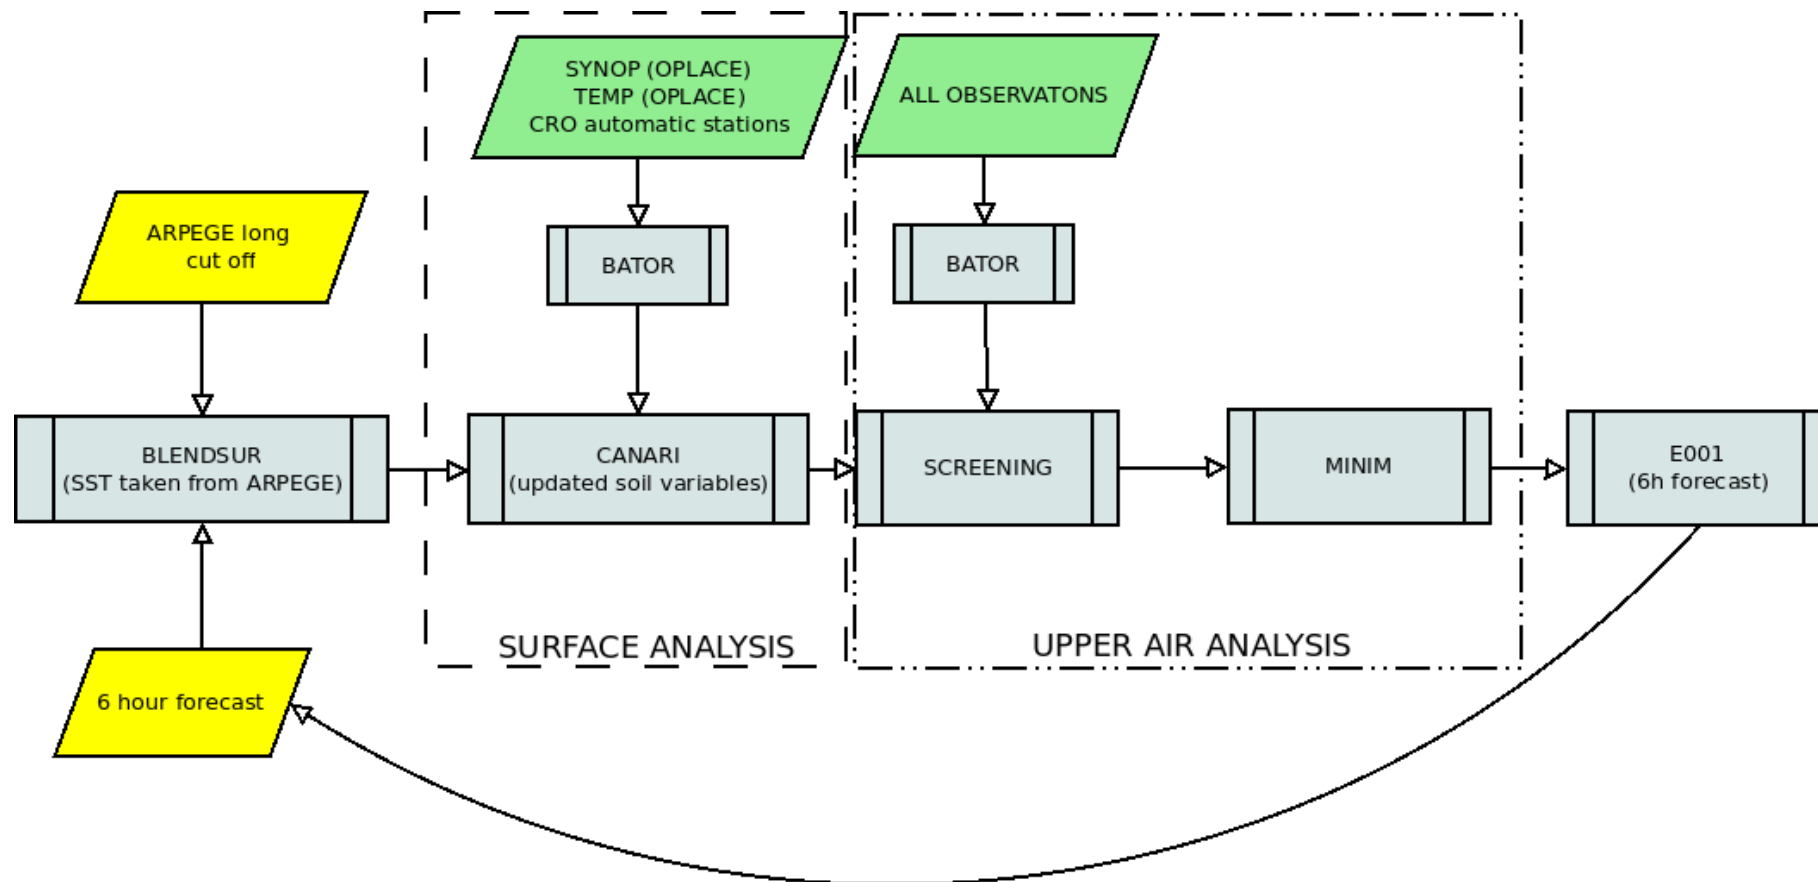 SYNOP (OPLACE)
TEMP (OPLACE)
CRO automatic stations
ALL OBSERVATONS
ARPEGE long
cut off
BATOR
BATOR
BLENDSUR
(SST taken from ARPEGE)
CANARI
(updated soil variables)
SCREENING
MINIM
E001
(6h forecast)
SURFACE ANALYSIS
UPPER AIR ANALYSIS
6 hour forecast